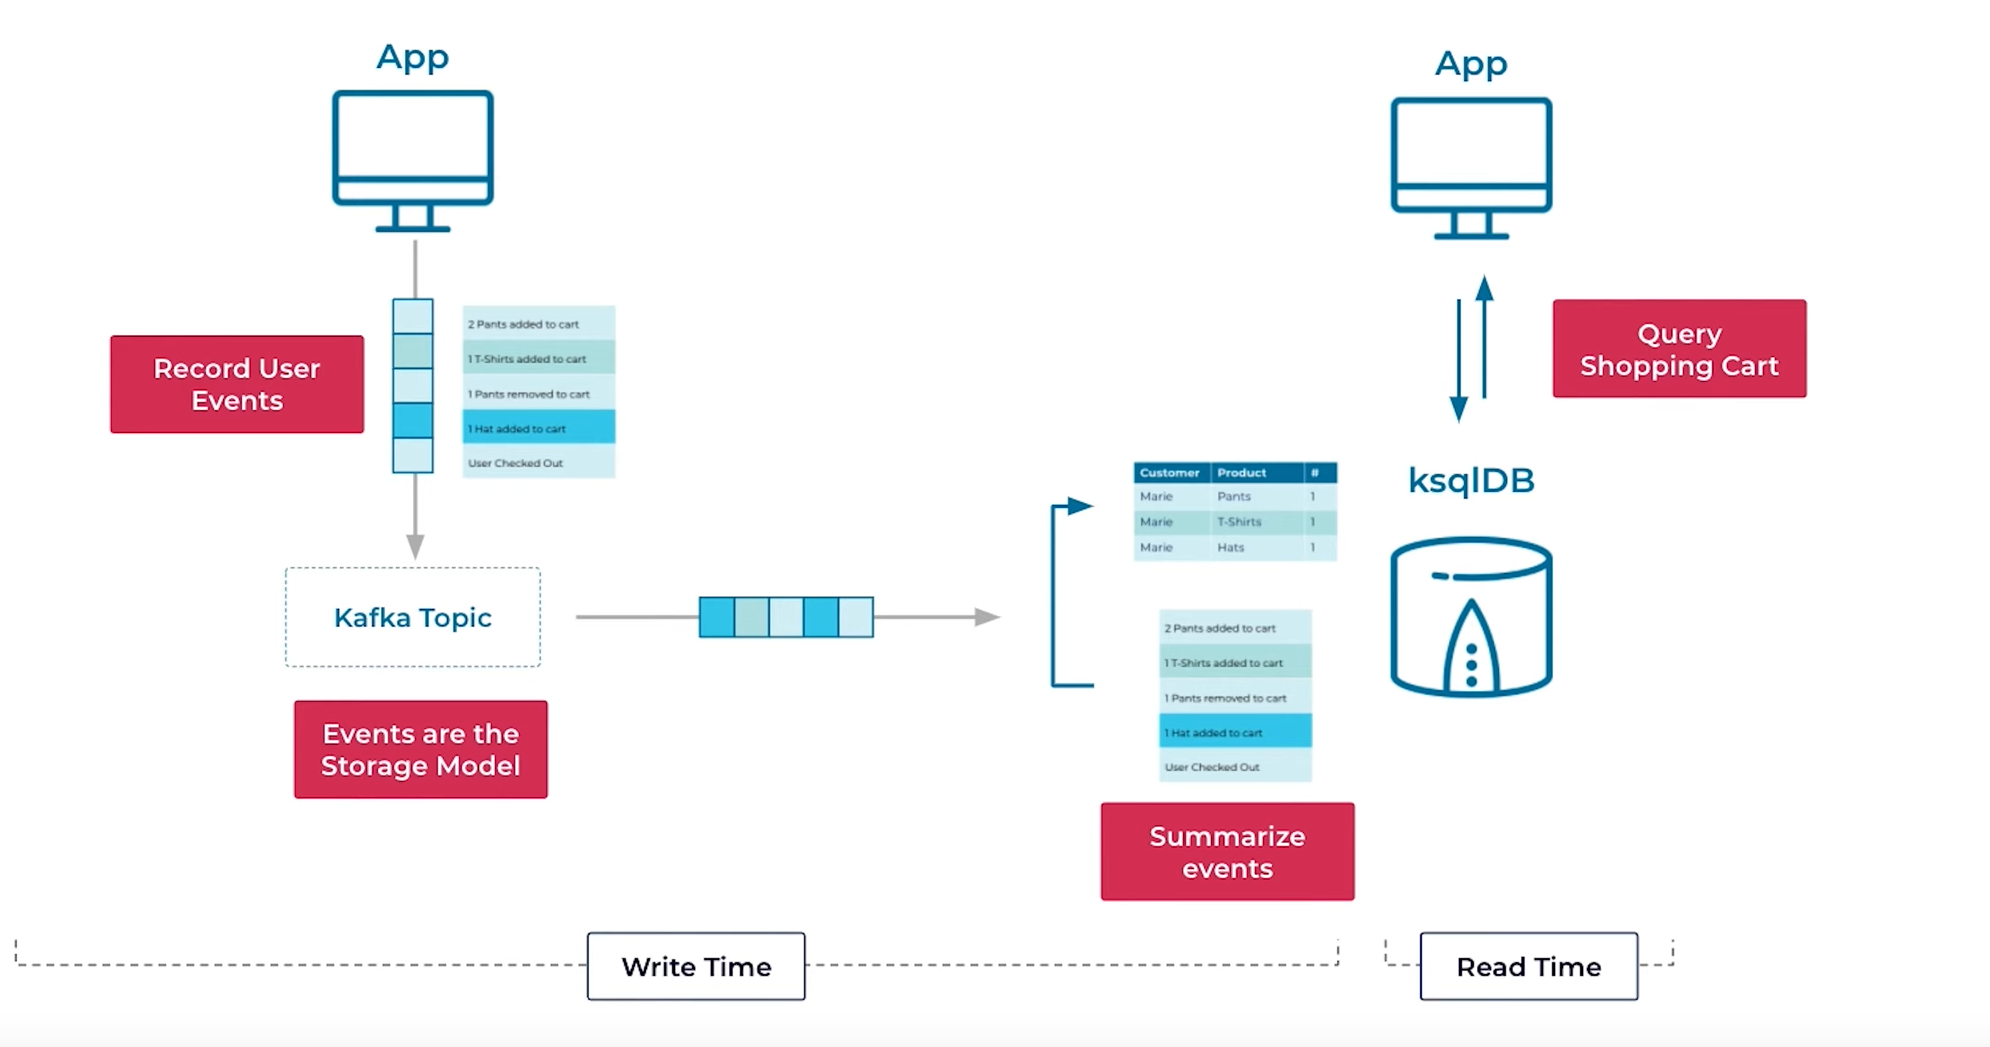 App
Record User
Events
2 Pants added to cart
1 T-Shirts added to cart
1 Pants removed to cart
1 Hat added to cart
User Checked Out
Kafka Topic
Events are the
Storage Model
App
Query
Shopping Cart
ksqlDB
Customer Product #
Marie Pants 1
Marie T-Shirts 1
Marie Hats 1
2 Pants added to cart
1 T-Shirts added to cart
1 Pants removed to cart
1 Hat added to cart
User Checked Out
Summarize
events
Write Time
Read Time